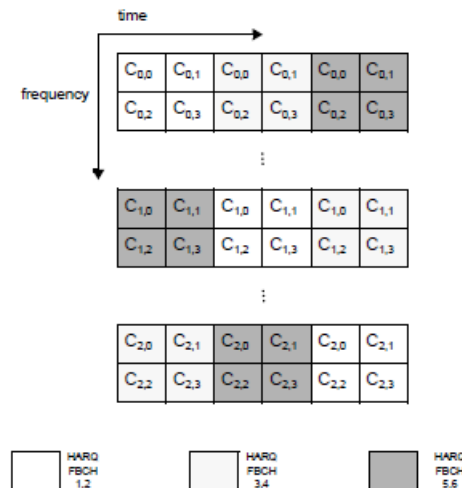 time
frequency
C0,0 C0,1 C0,0 C0,1 C0,0 C0,1
C0,2 C0,3 C0,2 C0,3 C0,2 C0,3
...
C1,0 C1,1 C1,0 C1,1 C1,0 C1,1
C1,2 C1,3 C1,2 C1,3 C1,2 C1,3
...
C2,0 C2,1 C2,0 C2,1 C2,0 C2,1
C2,2 C2,3 C2,2 C2,3 C2,2 C2,3
HARQ FBCH 1,2
HARQ FBCH 3,4
HARQ FBCH 5,6